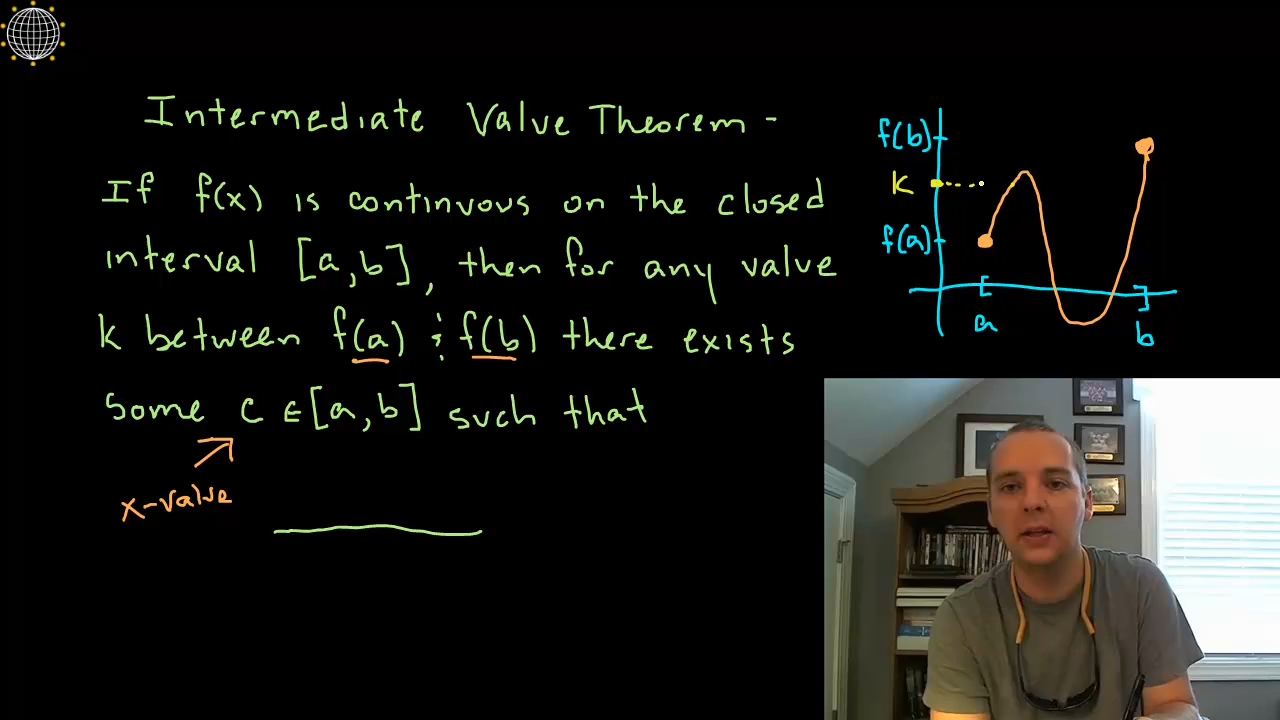 Intermediate Value Theorem -
If f(x) is continuous on the closed
interval [a,b], then for any value
k between f(a) & f(b) there exists
some c ∈ [a,b] such that
x-value
f(b)
k
f(a)
a
b